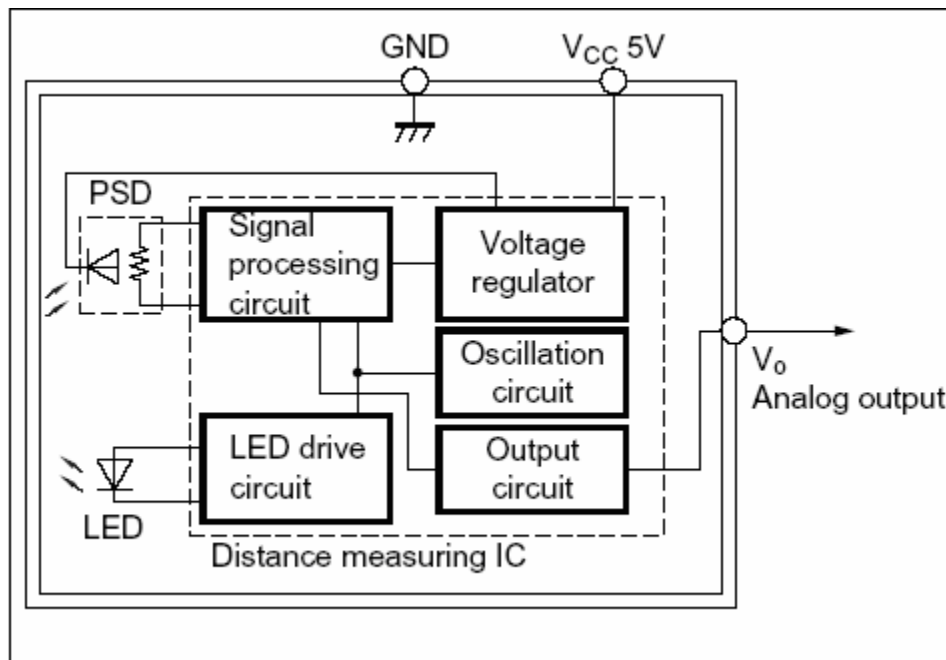 GND
VCC 5V
PSD
Signal
processing
circuit
Voltage
regulator
Oscillation
circuit
Vo
Analog output
LED drive
circuit
Output
circuit
LED
Distance measuring IC